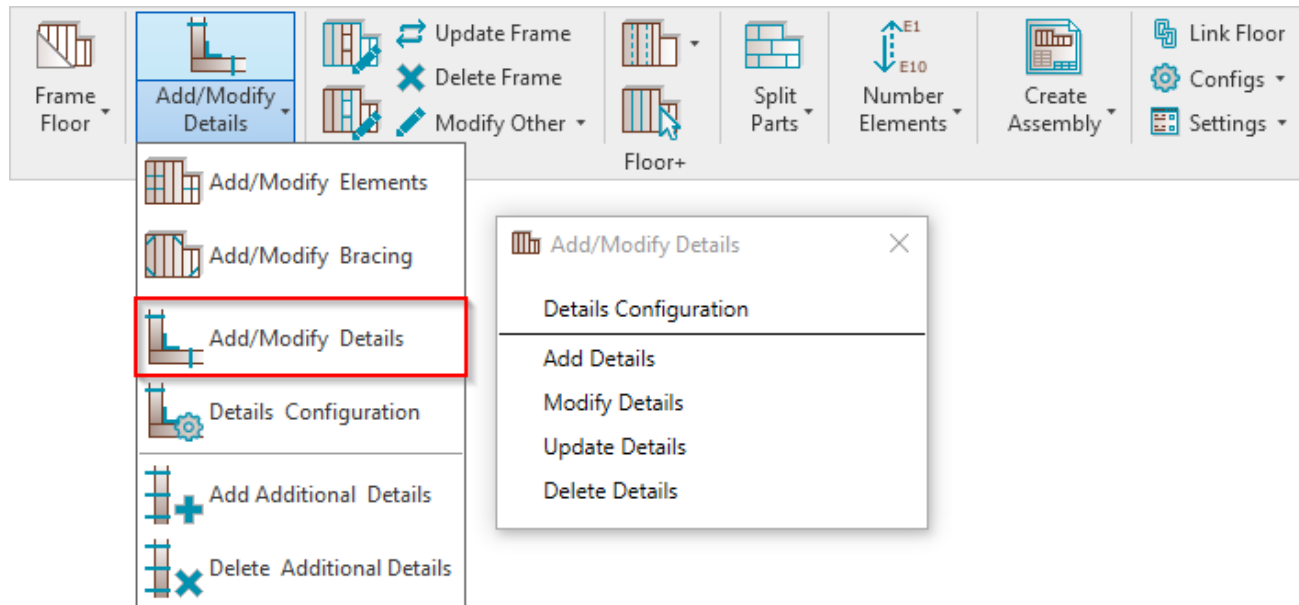 Frame
Floor
Add/Modify
Details
Update Frame
Delete Frame
Modify Other
Split
Parts
E1
E10
Number
Elements
Create
Assembly
Link Floor
Configs
Settings
Floor+
Add/Modify Elements
Add/Modify Bracing
Add/Modify Details
Details Configuration
Add Additional Details
Delete Additional Details
Add/Modify Details
Details Configuration
Add Details
Modify Details
Update Details
Delete Details